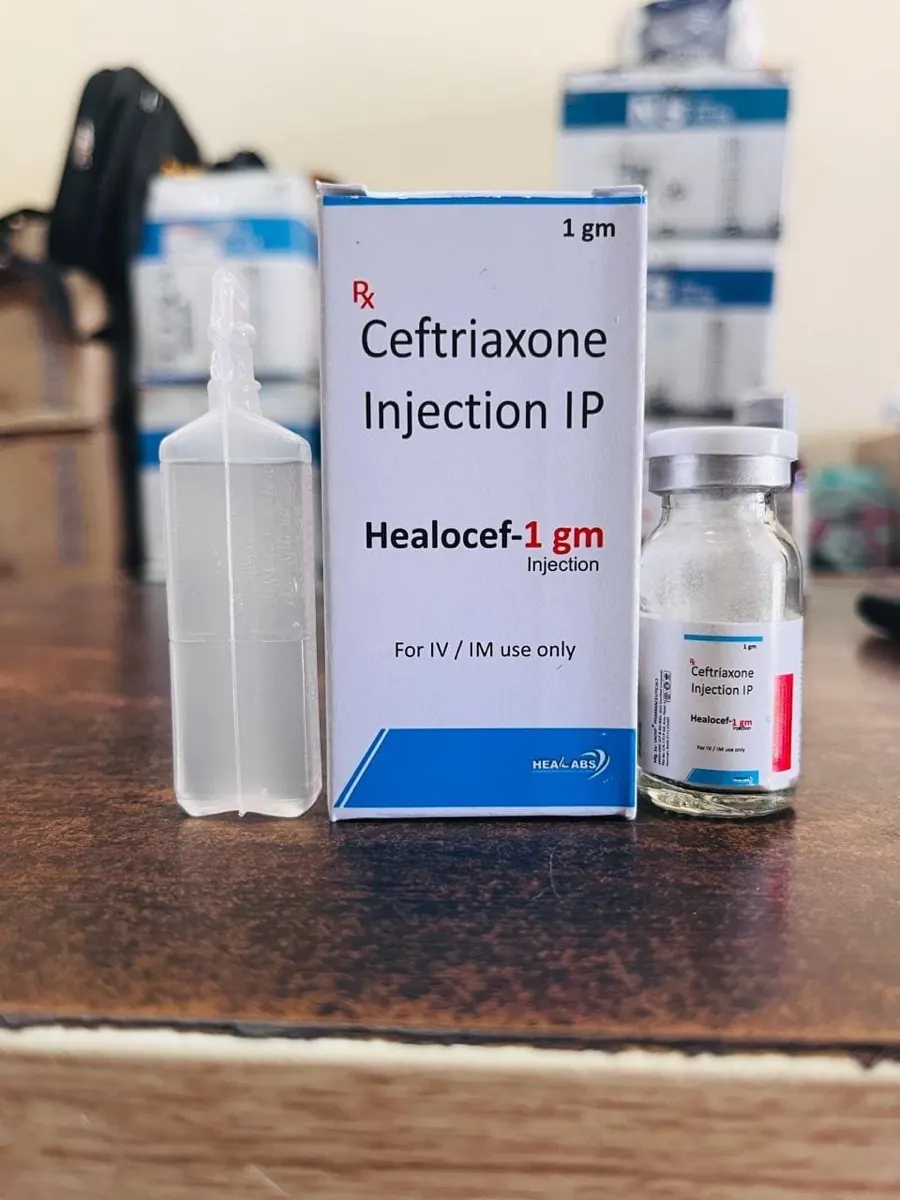 1 gm
Rx
Ceftriaxone
Injection IP
Healocef-1 gm
Injection
For IV / IM use only
HEALABS
1 gm
Rx
Ceftriaxone
Injection IP
Healocef-1 gm
Injection
For IV / IM use only